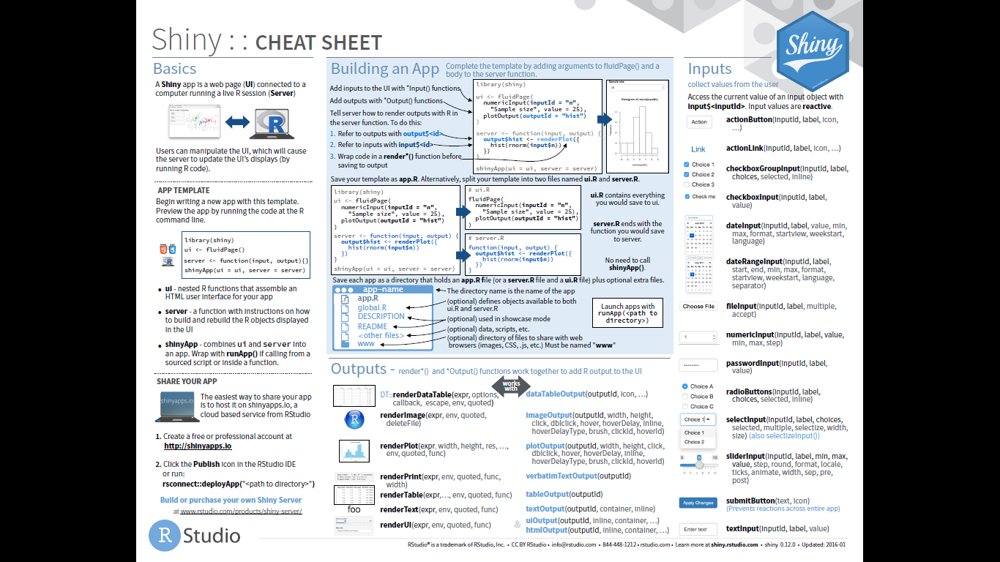 Shiny : : CHEAT SHEET
Shiny
Basics
A Shiny app is a web page (UI) connected to a
computer running a live R session (Server)
Users can manipulate the UI, which will cause
the server to update the UI's displays (by
running R code).
APP TEMPLATE
Begin writing a new app with this template.
Preview the app by running the code at the R
command line.
library(shiny)
ui <- fluidPage()
server <- function(input, output){}
shinyApp(ui = ui, server = server)
• ui - nested R functions that assemble an
HTML user interface for your app
• server - a function with instructions on how
to build and rebuild the R objects displayed
in the UI
• shinyApp - combines ui and server into
an app. Wrap with runApp() if calling from a
sourced script or inside a function.
SHARE YOUR APP
shinyapps.io
The easiest way to share your app
is to host it on shinyapps.io, a
cloud based service from RStudio
1. Create a free or professional account at
http://shinyapps.io
2. Click the Publish icon in the RStudio IDE
or run:
rsconnect::deployApp("<path to directory>")
Build or purchase your own Shiny Server
at www.rstudio.com/products/shiny-server/
R Studio
Building an App
Complete the template by adding arguments to fluidPage() and a
body to the server function.
Add inputs to the UI with *Input() functions
Add outputs with *Output() functions
Tell server how to render outputs with R in
the server function. To do this:
1. Refer to outputs with output$<id>
2. Refer to inputs with input$<id>
3. Wrap code in a render*() function before
saving to output
library(shiny)
ui <- fluidPage(
numericInput(inputId = "n",
"Sample size", value = 25),
plotOutput(outputId = "hist")
)
server <- function(input, output) {
output$hist <- renderPlot({
hist(rnorm(input$n))
})
}
shinyApp(ui = ui, server = server)
Sample size
25
Histogram of rnorm(input$n)
rnorm(input$n)
Save your template as app.R. Alternatively, split your template into two files named ui.R and server.R.
library(shiny)
ui <- fluidPage(
numericInput(inputId = "n",
"Sample size", value = 25),
plotOutput(outputId = "hist")
)
server <- function(input, output) {
output$hist <- renderPlot({
hist(rnorm(input$n))
})
}
shinyApp(ui = ui, server = server)
# ui.R
fluidPage(
numericInput(inputId = "n",
"Sample size", value = 25),
plotOutput(outputId = "hist")
)
# server.R
function(input, output) {
output$hist <- renderPlot({
hist(rnorm(input$n))
})
}
ui.R contains everything
you would save to ui.
server.R ends with the
function you would save
to server.
No need to call
shinyApp().
Save each app as a directory that holds an app.R file (or a server.R file and a ui.R file) plus optional extra files.
app-name
app.R
global.R
DESCRIPTION
README
<other files>
www
The directory name is the name of the app
(optional) defines objects available to both
ui.R and server.R
(optional) used in showcase mode
(optional) data, scripts, etc.
(optional) directory of files to share with web
browsers (images, CSS, .js, etc.) Must be named "www"
Launch apps with
runApp(<path to
directory>)
Outputs - render*() and *Output() functions work together to add R output to the UI
works
with
DT::renderDataTable(expr, options,
callback, escape, env, quoted)
dataTableOutput(outputId, icon, …)
renderImage(expr, env, quoted,
deleteFile)
imageOutput(outputId, width, height,
click, dblclick, hover, hoverDelay, inline,
hoverDelayType, brush, clickId, hoverId)
renderPlot(expr, width, height, res, …,
env, quoted, func)
plotOutput(outputId, width, height, click,
dblclick, hover, hoverDelay, inline,
hoverDelayType, brush, clickId, hoverId)
renderPrint(expr, env, quoted, func,
width)
verbatimTextOutput(outputId)
renderTable(expr,…, env, quoted, func)
tableOutput(outputId)
foo
renderText(expr, env, quoted, func)
textOutput(outputId, container, inline)
renderUI(expr, env, quoted, func)
uiOutput(outputId, inline, container, …)
& htmlOutput(outputId, inline, container, …)
Inputs
collect values from the user
Access the current value of an input object with
input$<inputId>. Input values are reactive.
Action
actionButton(inputId, label, icon,
…)
Link
actionLink(inputId, label, icon, …)
Choice 1
Choice 2
Choice 3
checkboxGroupInput(inputId, label,
choices, selected, inline)
Check me
checkboxInput(inputId, label,
value)
dateInput(inputId, label, value, min,
max, format, startview, weekstart,
language)
dateRangeInput(inputId, label,
start, end, min, max, format,
startview, weekstart, language,
separator)
Choose File
fileInput(inputId, label, multiple,
accept)
1
numericInput(inputId, label, value,
min, max, step)
••••••••
passwordInput(inputId, label,
value)
Choice A
Choice B
Choice C
radioButtons(inputId, label,
choices, selected, inline)
Choice 1
Choice 1
Choice 2
selectInput(inputId, label, choices,
selected, multiple, selectize, width,
size) (also selectizeInput())
0 5 10
sliderInput(inputId, label, min, max,
value, step, round, format, locale,
ticks, animate, width, sep, pre,
post)
Apply Changes
submitButton(text, icon)
(Prevents reactions across entire app)
Enter text
textInput(inputId, label, value)
RStudio® is a trademark of RStudio, Inc. • CC BY RStudio • info@rstudio.com • 844-448-1212 • rstudio.com • Learn more at shiny.rstudio.com • shiny 0.12.0 • Updated: 2016-01